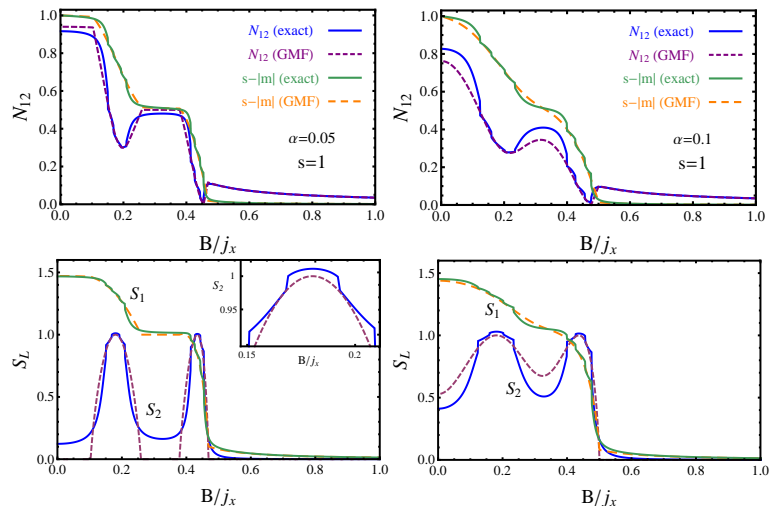 1.0
0.8
0.6
0.4
0.2
0.0
N12
N12 (exact)
N12 (GMF)
s-|m| (exact)
s-|m| (GMF)
α=0.05
s=1
0.0 0.2 0.4 0.6 0.8 1.0
B/jx
1.0
0.8
0.6
0.4
0.2
0.0
N12
N12 (exact)
N12 (GMF)
s-|m| (exact)
s-|m| (GMF)
α=0.1
s=1
0.0 0.2 0.4 0.6 0.8 1.0
B/jx
1.5
1.0
0.5
0.0
SL
S1
S2
S2
1
0.95
0.15 0.2
B/jx
0.0 0.2 0.4 0.6 0.8 1.0
B/jx
1.5
1.0
0.5
0.0
SL
S1
S2
0.0 0.2 0.4 0.6 0.8 1.0
B/jx